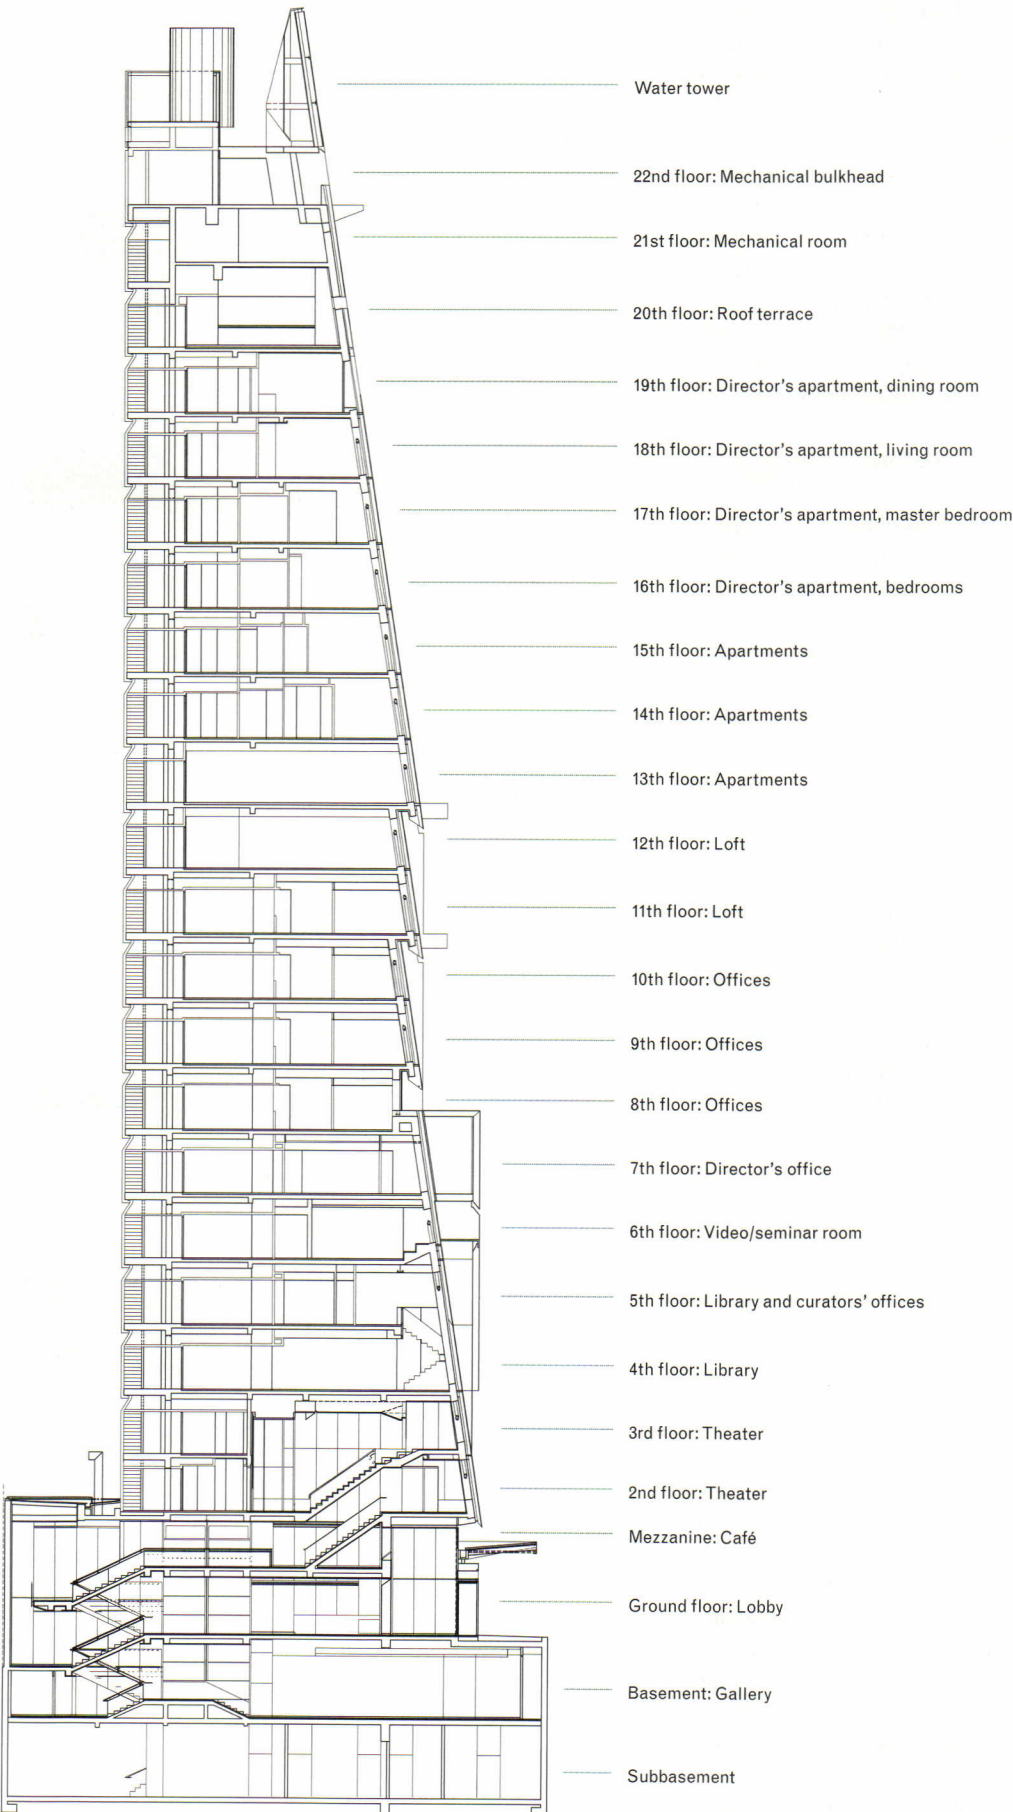 Water tower
22nd floor: Mechanical bulkhead
21st floor: Mechanical room
20th floor: Roof terrace
19th floor: Director's apartment, dining room
18th floor: Director's apartment, living room
17th floor: Director's apartment, master bedroom
16th floor: Director's apartment, bedrooms
15th floor: Apartments
14th floor: Apartments
13th floor: Apartments
12th floor: Loft
11th floor: Loft
10th floor: Offices
9th floor: Offices
8th floor: Offices
7th floor: Director's office
6th floor: Video/seminar room
5th floor: Library and curators' offices
4th floor: Library
3rd floor: Theater
2nd floor: Theater
Mezzanine: Café
Ground floor: Lobby
Basement: Gallery
Subbasement